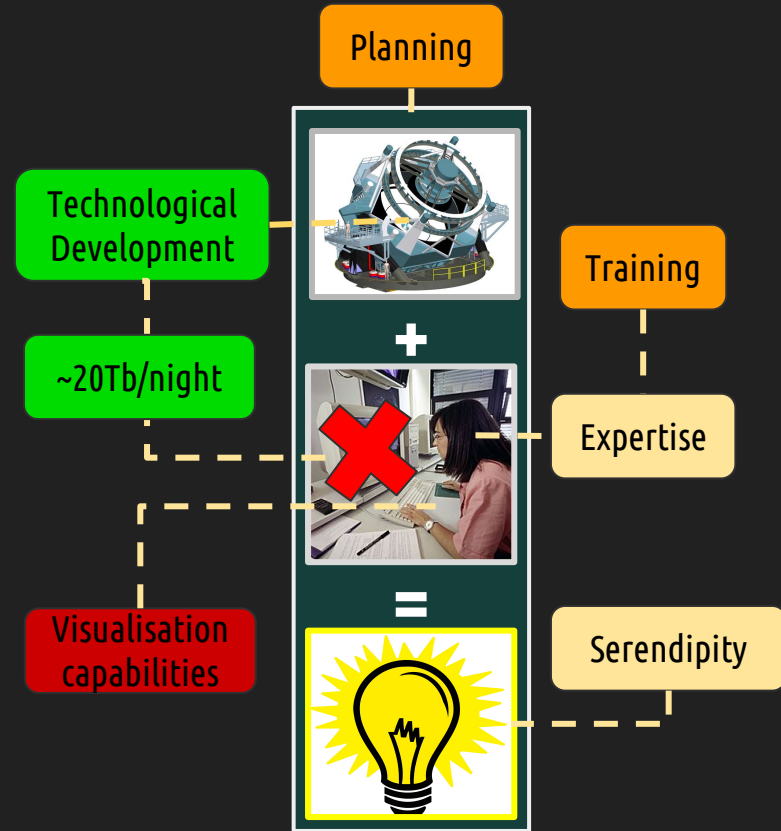 Planning
Technological
Development
Training
+
~20Tb/night
Expertise
=
Visualisation
capabilities
Serendipity